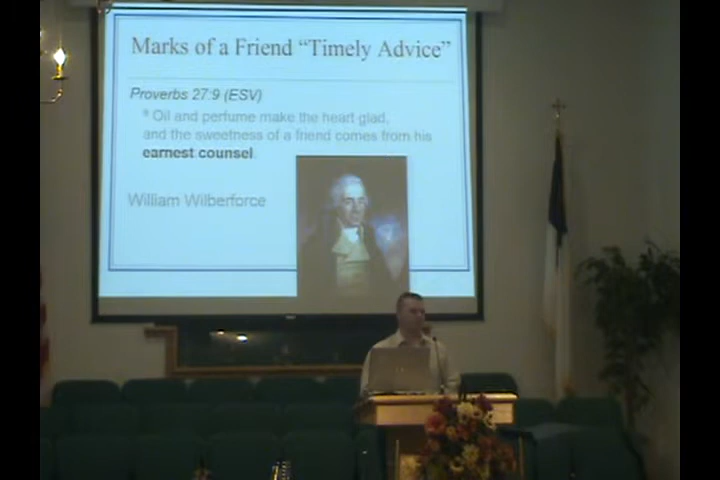 Marks of a Friend “Timely Advice”
Proverbs 27:9 (ESV)
9 Oil and perfume make the heart glad,
and the sweetness of a friend comes from his
earnest counsel.
William Wilberforce